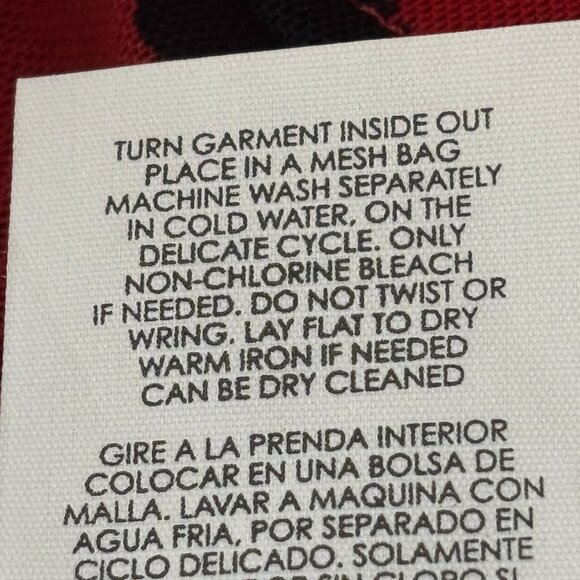 TURN GARMENT INSIDE OUT
PLACE IN A MESH BAG
MACHINE WASH SEPARATELY
IN COLD WATER, ON THE
DELICATE CYCLE. ONLY
NON-CHLORINE BLEACH
IF NEEDED. DO NOT TWIST OR
WRING. LAY FLAT TO DRY
WARM IRON IF NEEDED
CAN BE DRY CLEANED
GIRE A LA PRENDA INTERIOR
COLOCAR EN UNA BOLSA DE
MALLA. LAVAR A MAQUINA CON
AGUA FRIA, POR SEPARADO EN
CICLO DELICADO. SOLAMENTE
SIN CLORO SI